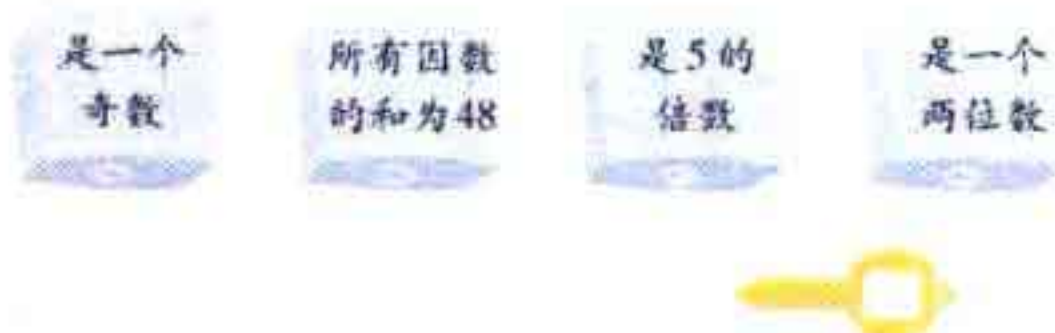 是一个
奇数
所有因数
的和为48
是5的
倍数
是一个
两位数